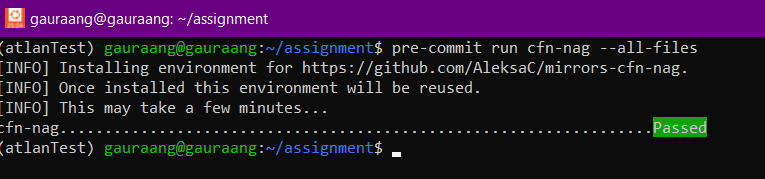 gauraang@gauraang: ~/assignment
(atlanTest) gauraang@gauraang:~/assignment$ pre-commit run cfn-nag --all-files
[INFO] Installing environment for https://github.com/AleksaC/mirrors-cfn-nag.
[INFO] Once installed this environment will be reused.
[INFO] This may take a few minutes...
cfn-nag..................................................................Passed
(atlanTest) gauraang@gauraang:~/assignment$